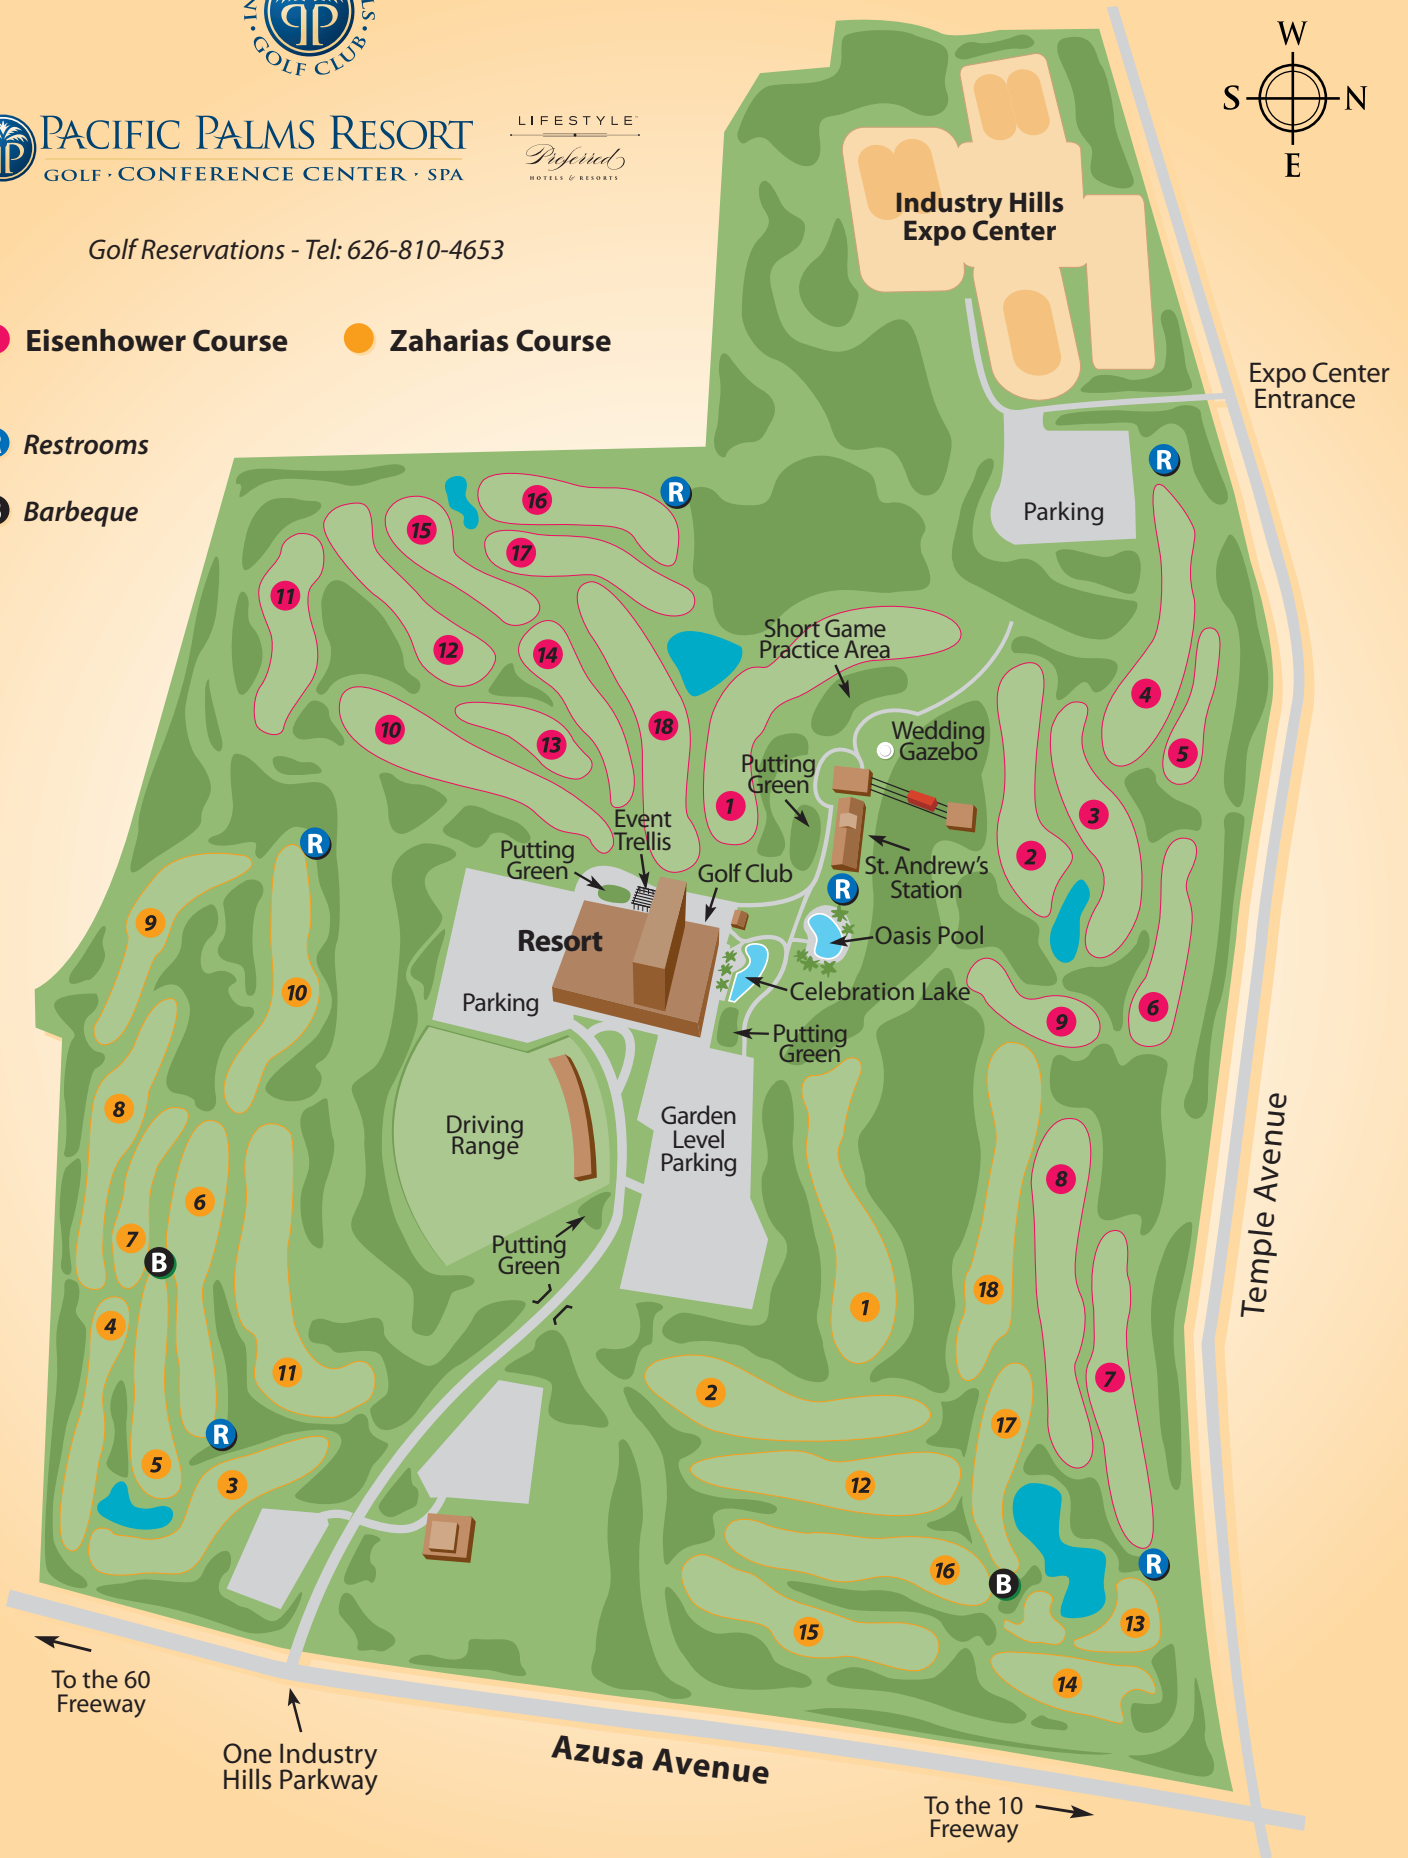 GOLF CLUB
PACIFIC PALMS RESORT
GOLF · CONFERENCE CENTER · SPA
LIFESTYLE
Preferred
HOTELS & RESORTS
Golf Reservations - Tel: 626-810-4653
Eisenhower Course
Zaharias Course
Restrooms
Barbeque
W
S
N
E
Industry Hills
Expo Center
Expo Center
Entrance
R
Parking
R
16
15
17
11
12
14
10
13
18
Short Game
Practice Area
4
5
Wedding
Gazebo
Putting
Green
1
3
2
Event
Trellis
Putting
Green
Golf Club
St. Andrew's
Station
R
R
9
Resort
Oasis Pool
10
Parking
Celebration Lake
6
9
Putting
Green
8
Driving
Range
Garden
Level
Parking
8
6
7
B
Putting
Green
18
1
4
11
7
2
17
R
5
3
12
16
B
R
15
13
14
Temple Avenue
To the 60
Freeway
One Industry
Hills Parkway
Azusa Avenue
To the 10
Freeway